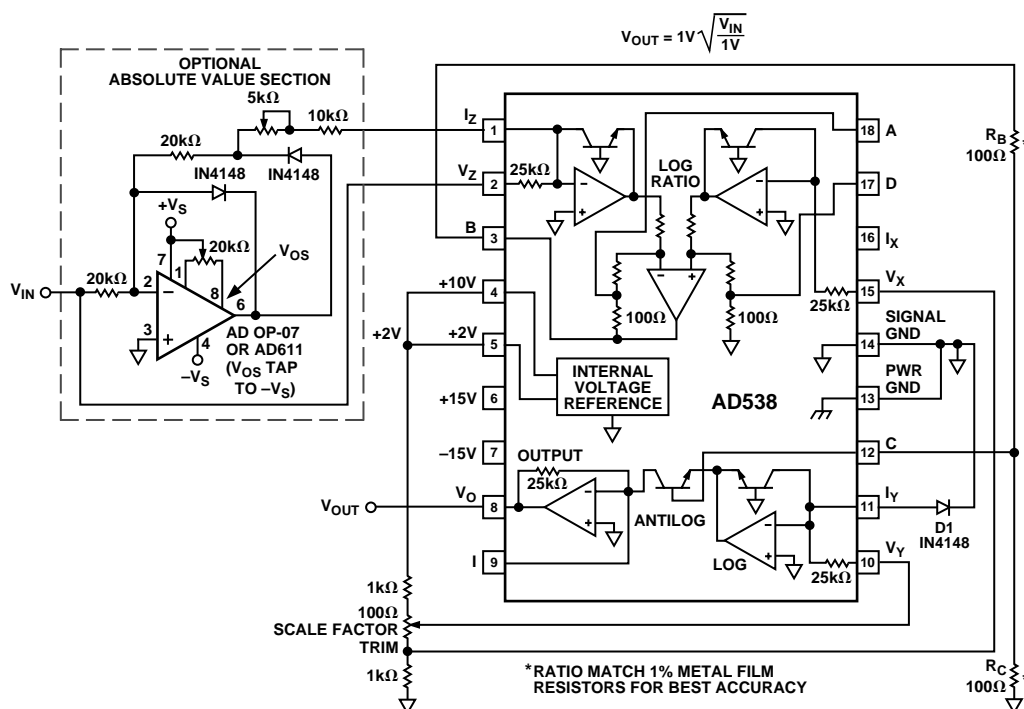 V_OUT = 1V √(V_IN / 1V)
OPTIONAL
ABSOLUTE VALUE SECTION
5kΩ
10kΩ
20kΩ
IN4148
IN4148
+V_S
20kΩ
V_OS
V_IN
20kΩ
7
1
8
2
6
3
4
–
+
AD OP-07
OR AD611
(V_OS TAP
TO –V_S)
–V_S
I_Z
1
V_Z
2
25kΩ
B
3
+10V
4
+2V
+2V
5
+15V
6
–15V
7
V_OUT
V_O
8
I
9
–
+
LOG
RATIO
–
+
–
+
100Ω
100Ω
INTERNAL
VOLTAGE
REFERENCE
AD538
OUTPUT
25kΩ
–
+
ANTILOG
LOG
–
+
25kΩ
25kΩ
18
A
17
D
16
I_X
15
V_X
SIGNAL
GND
14
PWR
GND
13
12
C
11
I_Y
10
V_Y
D1
IN4148
R_B
100Ω
*
1kΩ
100Ω
SCALE FACTOR
TRIM
1kΩ
*RATIO MATCH 1% METAL FILM
RESISTORS FOR BEST ACCURACY
R_C
100Ω
*